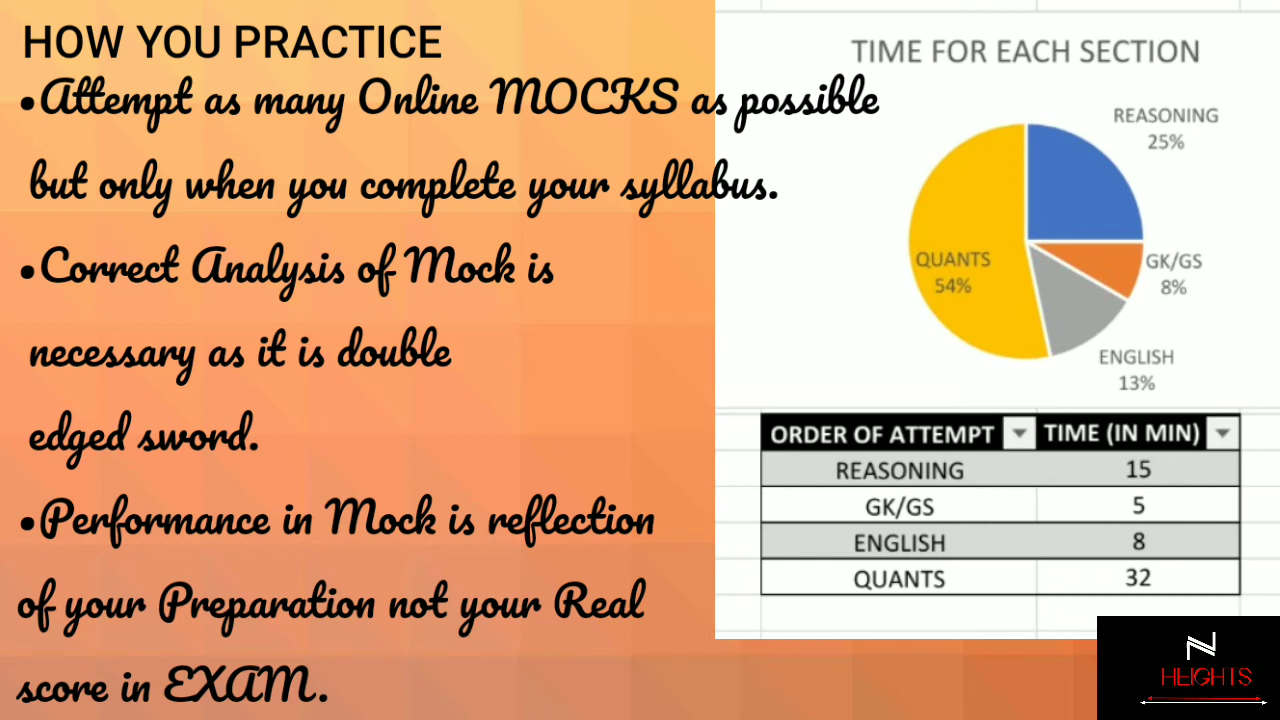 HOW YOU PRACTICE
•Attempt as many Online MOCKS as possible
but only when you complete your syllabus.
•Correct Analysis of Mock is
necessary as it is double
edged sword.
•Performance in Mock is reflection
of your Preparation not your Real
score in EXAM.
TIME FOR EACH SECTION
REASONING
25%
QUANTS
54%
GK/GS
8%
ENGLISH
13%
ORDER OF ATTEMPT TIME (IN MIN)
REASONING 15
GK/GS 5
ENGLISH 8
QUANTS 32
N
HEIGHTS